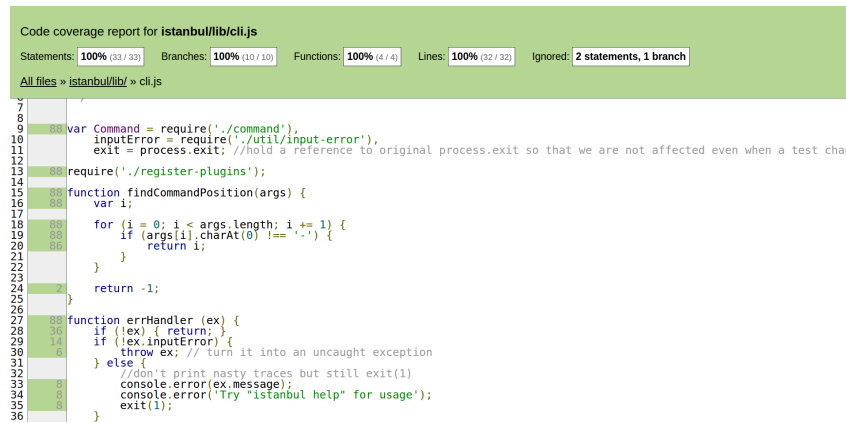 Code coverage report for istanbul/lib/cli.js
Statements: 100% (33 / 33) Branches: 100% (10 / 10) Functions: 100% (4 / 4) Lines: 100% (32 / 32) Ignored: 2 statements, 1 branch
All files » istanbul/lib/ » cli.js
7
8
9 88 var Command = require('./command'),
10 inputError = require('./util/input-error'),
11 exit = process.exit; //hold a reference to original process.exit so that we are not affected even when a test
12
13 88 require('./register-plugins');
14
15 88 function findCommandPosition(args) {
16 88 var i;
17
18 88 for (i = 0; i < args.length; i += 1) {
19 88 if (args[i].charAt(0) !== '-') {
20 86 return i;
21 }
22 }
23
24 2 return -1;
25 }
26
27 88 function errHandler (ex) {
28 36 if (!ex) { return; }
29 14 if (!ex.inputError) {
30 6 throw ex; // turn it into an uncaught exception
31 } else {
32 //don't print nasty traces but still exit(1)
33 8 console.error(ex.message);
34 8 console.error('Try "istanbul help" for usage');
35 8 exit(1);
36 }